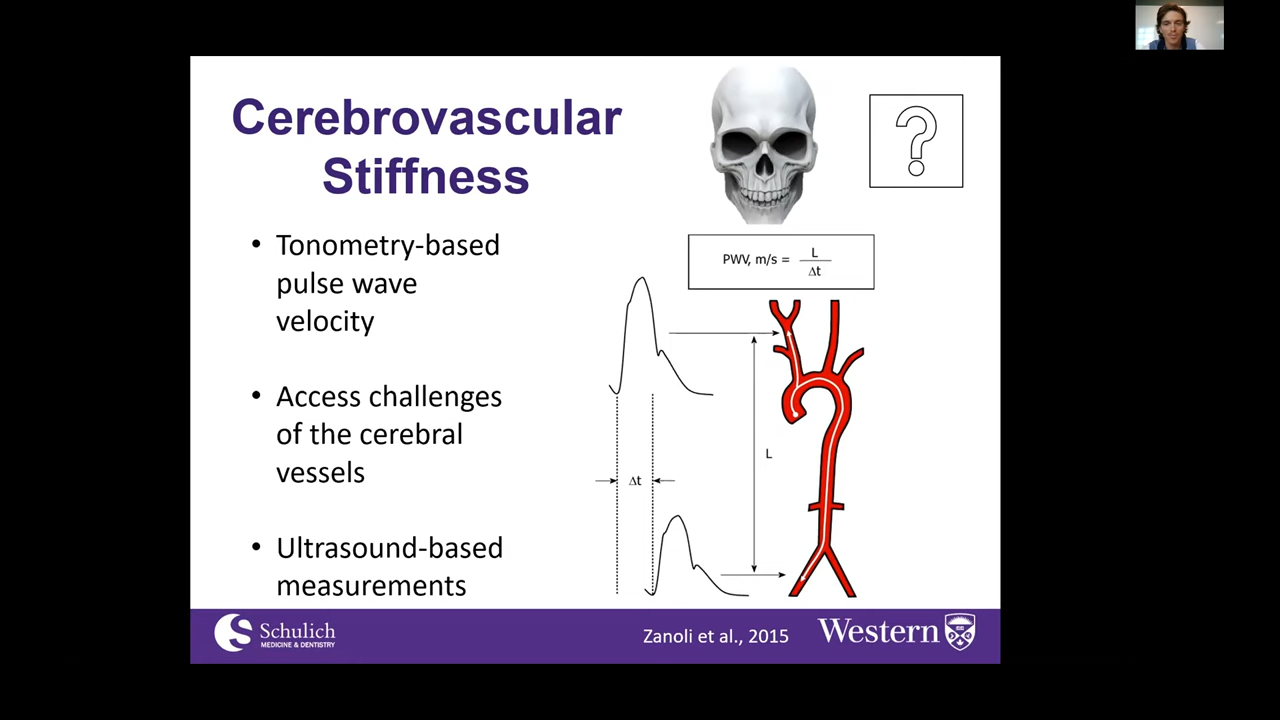 Cerebrovascular
Stiffness
• Tonometry-based
pulse wave
velocity
• Access challenges
of the cerebral
vessels
• Ultrasound-based
measurements
?
PWV, m/s = L
Δt
L
Δt
Schulich
MEDICINE & DENTISTRY
Zanoli et al., 2015
Western